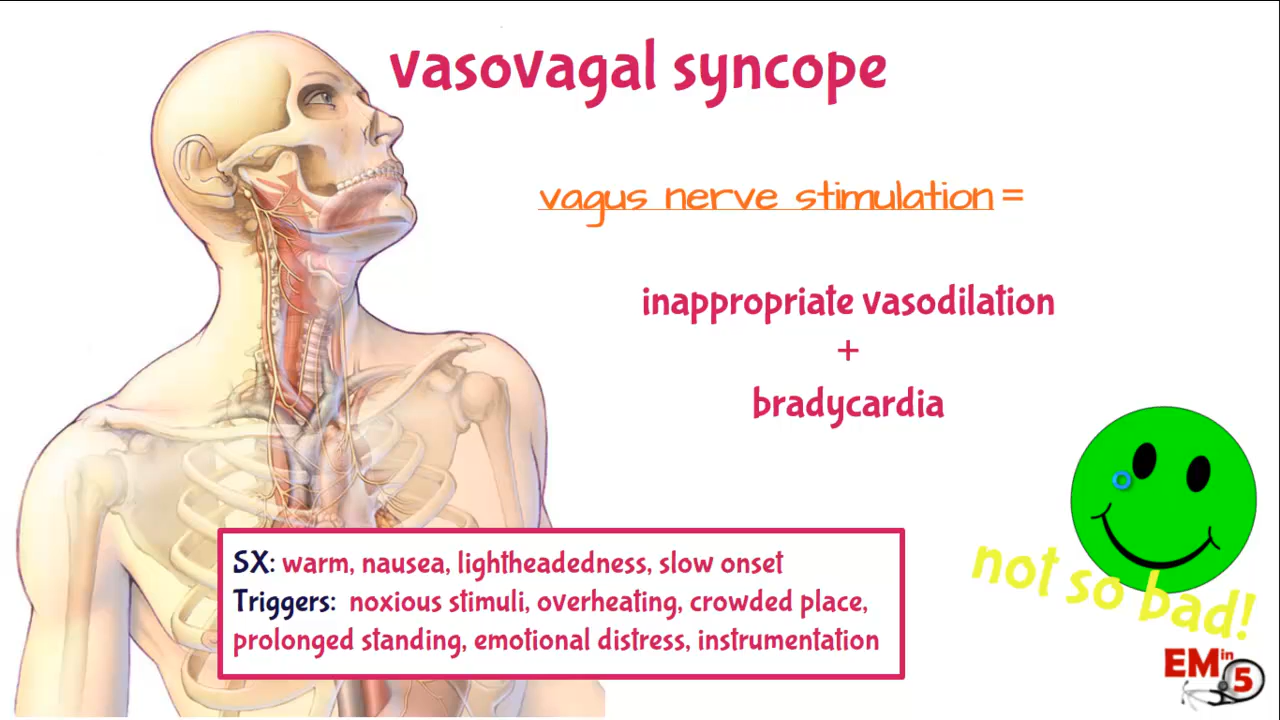 vasovagal syncope
vagus nerve stimulation =
inappropriate vasodilation
+
bradycardia
SX: warm, nausea, lightheadedness, slow onset
Triggers: noxious stimuli, overheating, crowded place,
prolonged standing, emotional distress, instrumentation
not so bad!
EM in 5